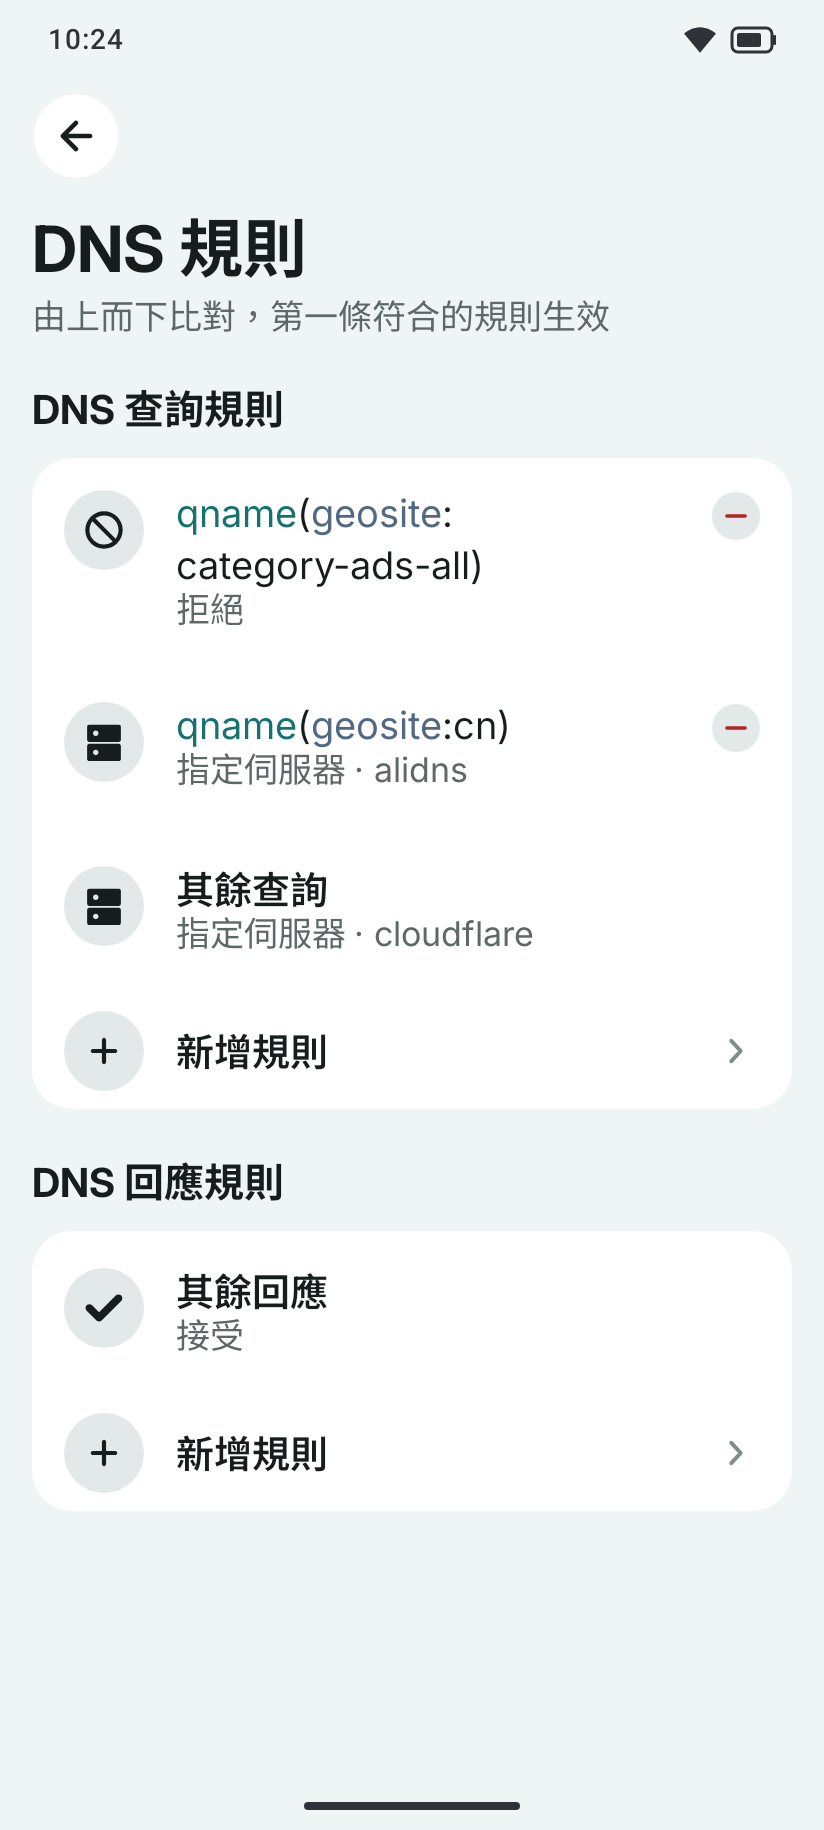 10:24
DNS 規則
由上而下比對，第一條符合的規則生效
DNS 查詢規則
qname(geosite:
category-ads-all)
拒絕
qname(geosite:cn)
指定伺服器 · alidns
其餘查詢
指定伺服器 · cloudflare
新增規則
DNS 回應規則
其餘回應
接受
新增規則